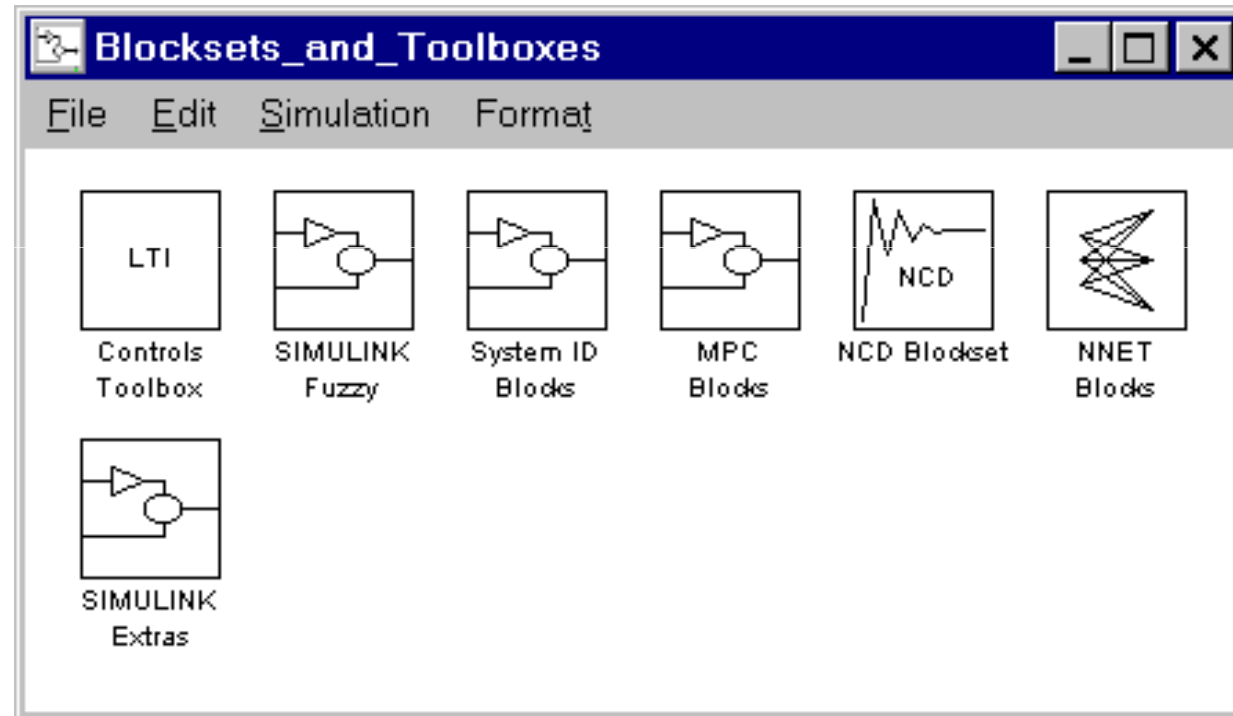 Blocksets_and_Toolboxes
File Edit Simulation Format
LTI
NCD
Controls
Toolbox
SIMULINK
Fuzzy
System ID
Blocks
MPC
Blocks
NCD Blockset
NNET
Blocks
SIMULINK
Extras